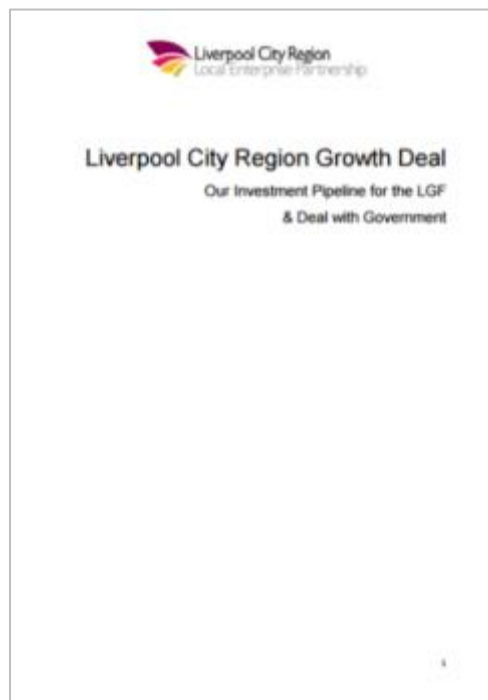 Liverpool City Region
Local Enterprise Partnership
Liverpool City Region Growth Deal
Our Investment Pipeline for the LGF
& Deal with Government
1